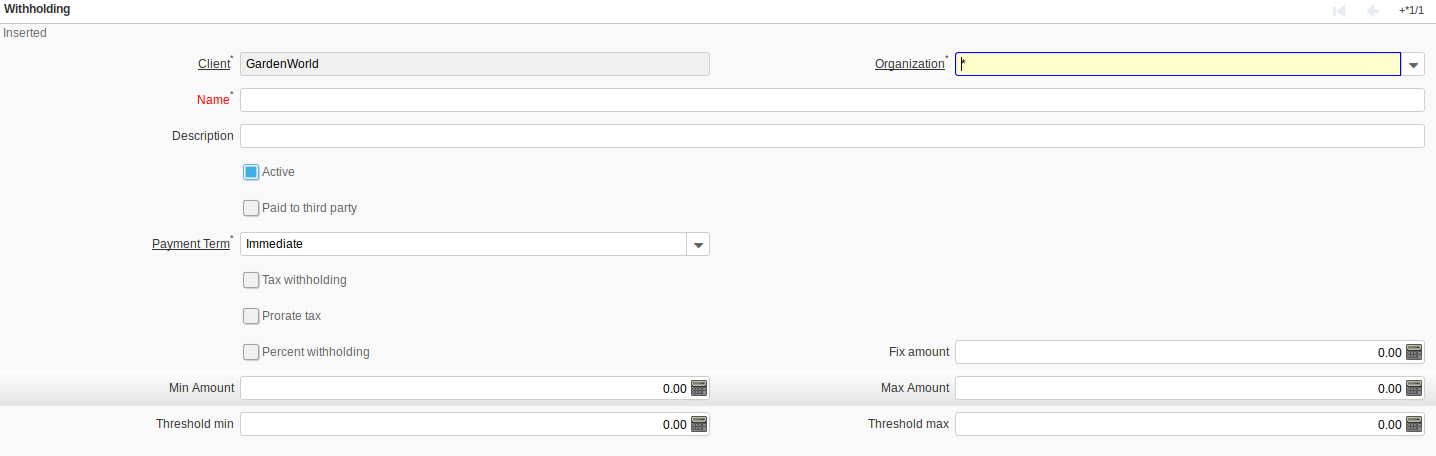 Withholding
+*1/1
Inserted
Client* GardenWorld Organization* *
Name*
Description
Active
Paid to third party
Payment Term* Immediate
Tax withholding
Prorate tax
Percent withholding Fix amount 0.00
Min Amount 0.00 Max Amount 0.00
Threshold min 0.00 Threshold max 0.00